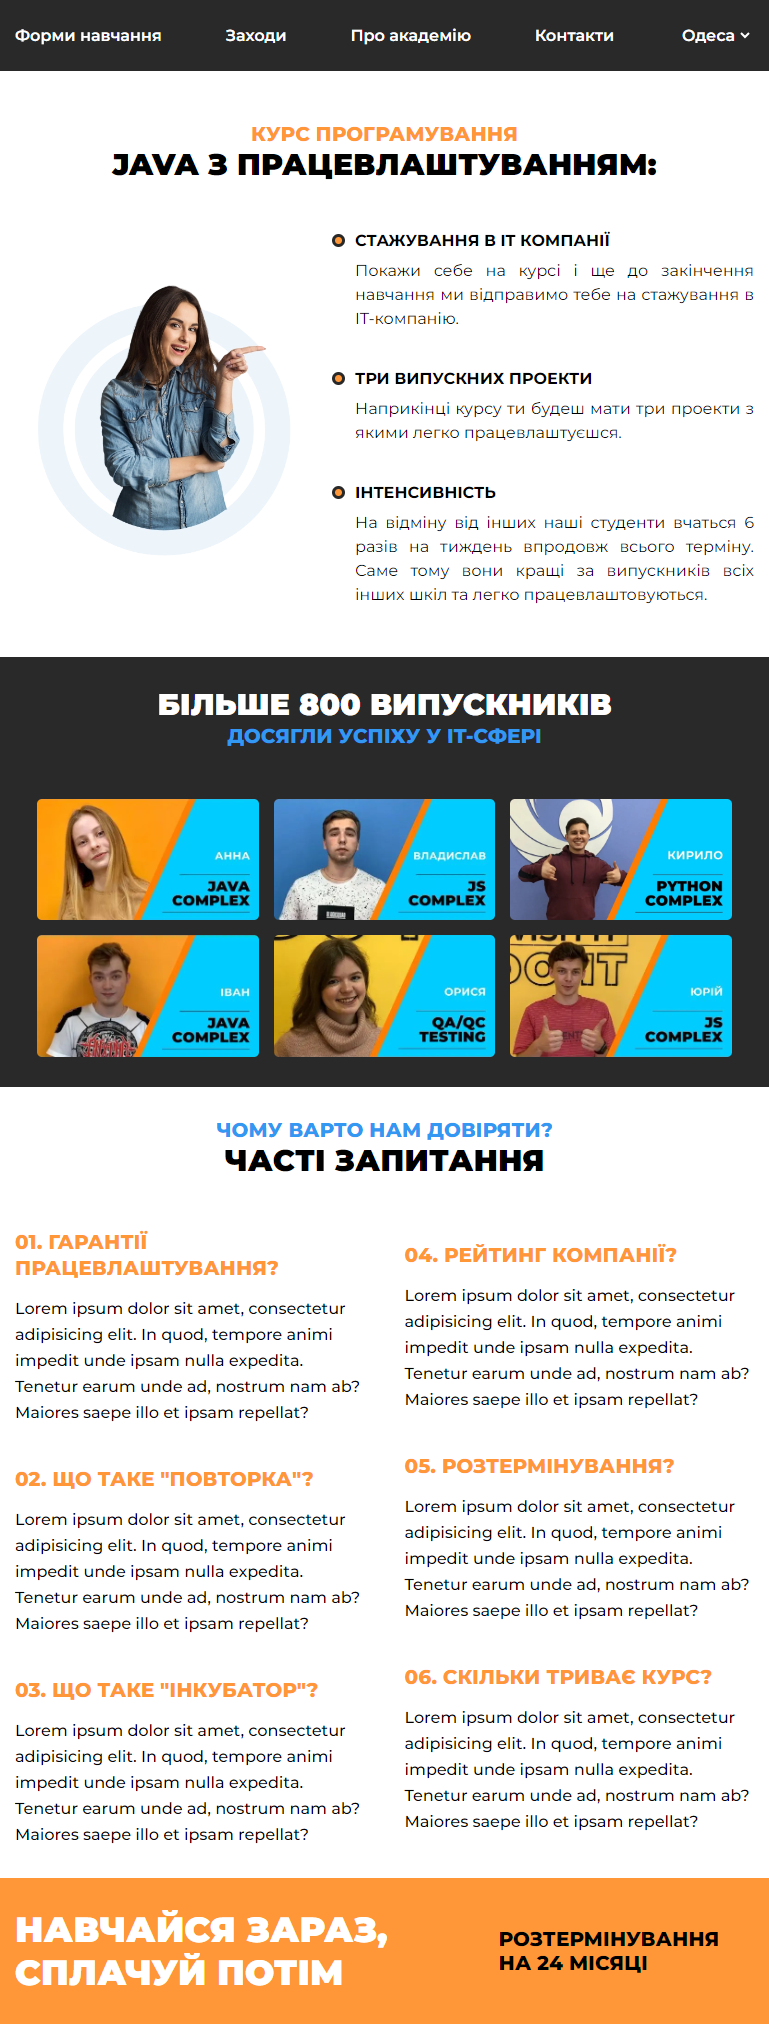 Форми навчання
Заходи
Про академію
Контакти
Одеса
КУРС ПРОГРАМУВАННЯ
JAVA З ПРАЦЕВЛАШТУВАННЯМ:
СТАЖУВАННЯ В ІТ КОМПАНІЇ
Покажи себе на курсі і ще до закінчення
навчання ми відправимо тебе на стажування в
ІТ-компанію.
ТРИ ВИПУСКНИХ ПРОЕКТИ
Наприкінці курсу ти будеш мати три проекти з
якими легко працевлаштуєшся.
ІНТЕНСИВНІСТЬ
На відміну від інших наші студенти вчаться 6
разів на тиждень впродовж всього терміну.
Саме тому вони кращі за випускників всіх
інших шкіл та легко працевлаштовуються.
БІЛЬШЕ 800 ВИПУСКНИКІВ
ДОСЯГЛИ УСПІХУ У ІТ-СФЕРІ
АННА
JAVA
COMPLEX
ВЛАДИСЛАВ
JS
COMPLEX
КИРИЛО
PYTHON
COMPLEX
ІВАН
JAVA
COMPLEX
ОРИСЯ
QA/QC
TESTING
ЮРІЙ
JS
COMPLEX
ЧОМУ ВАРТО НАМ ДОВІРЯТИ?
ЧАСТІ ЗАПИТАННЯ
01. ГАРАНТІЇ
ПРАЦЕВЛАШТУВАННЯ?
Lorem ipsum dolor sit amet, consectetur
adipisicing elit. In quod, tempore animi
impedit unde ipsam nulla expedita.
Tenetur earum unde ad, nostrum nam ab?
Maiores saepe illo et ipsam repellat?
02. ЩО ТАКЕ "ПОВТОРКА"?
Lorem ipsum dolor sit amet, consectetur
adipisicing elit. In quod, tempore animi
impedit unde ipsam nulla expedita.
Tenetur earum unde ad, nostrum nam ab?
Maiores saepe illo et ipsam repellat?
03. ЩО ТАКЕ "ІНКУБАТОР"?
Lorem ipsum dolor sit amet, consectetur
adipisicing elit. In quod, tempore animi
impedit unde ipsam nulla expedita.
Tenetur earum unde ad, nostrum nam ab?
Maiores saepe illo et ipsam repellat?
04. РЕЙТИНГ КОМПАНІЇ?
Lorem ipsum dolor sit amet, consectetur
adipisicing elit. In quod, tempore animi
impedit unde ipsam nulla expedita.
Tenetur earum unde ad, nostrum nam ab?
Maiores saepe illo et ipsam repellat?
05. РОЗТЕРМІНУВАННЯ?
Lorem ipsum dolor sit amet, consectetur
adipisicing elit. In quod, tempore animi
impedit unde ipsam nulla expedita.
Tenetur earum unde ad, nostrum nam ab?
Maiores saepe illo et ipsam repellat?
06. СКІЛЬКИ ТРИВАЄ КУРС?
Lorem ipsum dolor sit amet, consectetur
adipisicing elit. In quod, tempore animi
impedit unde ipsam nulla expedita.
Tenetur earum unde ad, nostrum nam ab?
Maiores saepe illo et ipsam repellat?
НАВЧАЙСЯ ЗАРАЗ,
СПЛАЧУЙ ПОТІМ
РОЗТЕРМІНУВАННЯ
НА 24 МІСЯЦІ